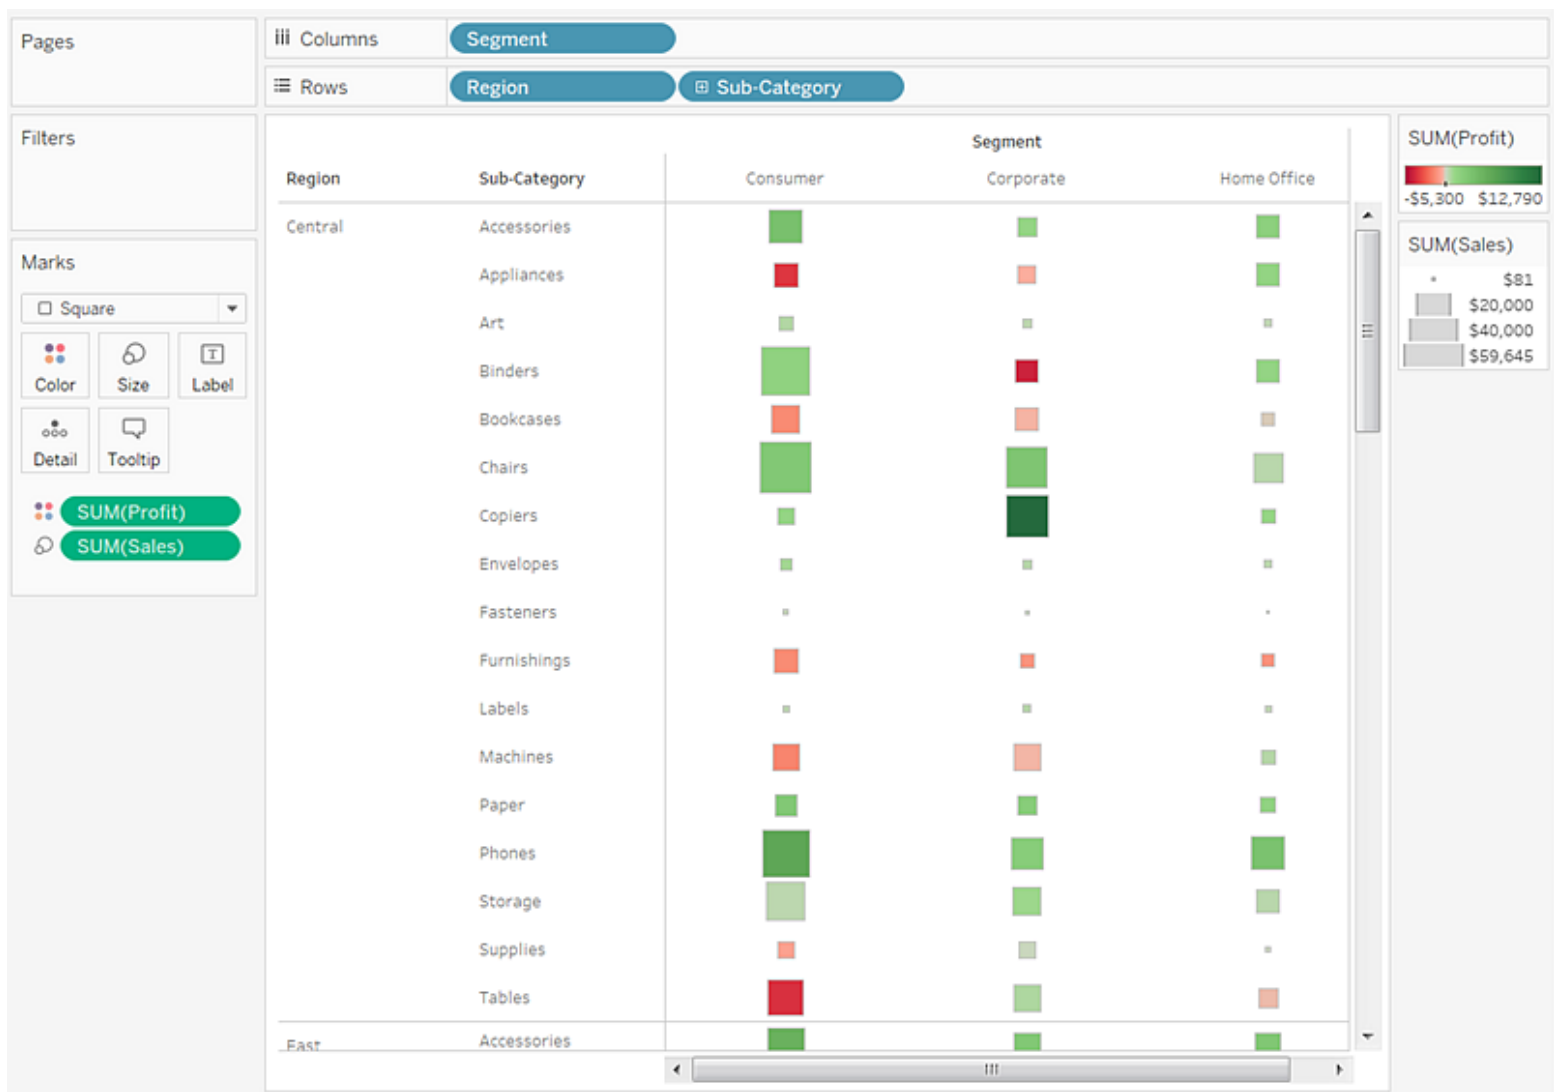 Pages
Columns
Segment
Rows
Region
Sub-Category
Filters
Marks
Square
Color
Size
Label
Detail
Tooltip
SUM(Profit)
SUM(Sales)
Segment
Region Sub-Category Consumer Corporate Home Office
Central Accessories
Appliances
Art
Binders
Bookcases
Chairs
Copiers
Envelopes
Fasteners
Furnishings
Labels
Machines
Paper
Phones
Storage
Supplies
Tables
East Accessories
SUM(Profit)
-$5,300 $12,790
SUM(Sales)
$81
$20,000
$40,000
$59,645